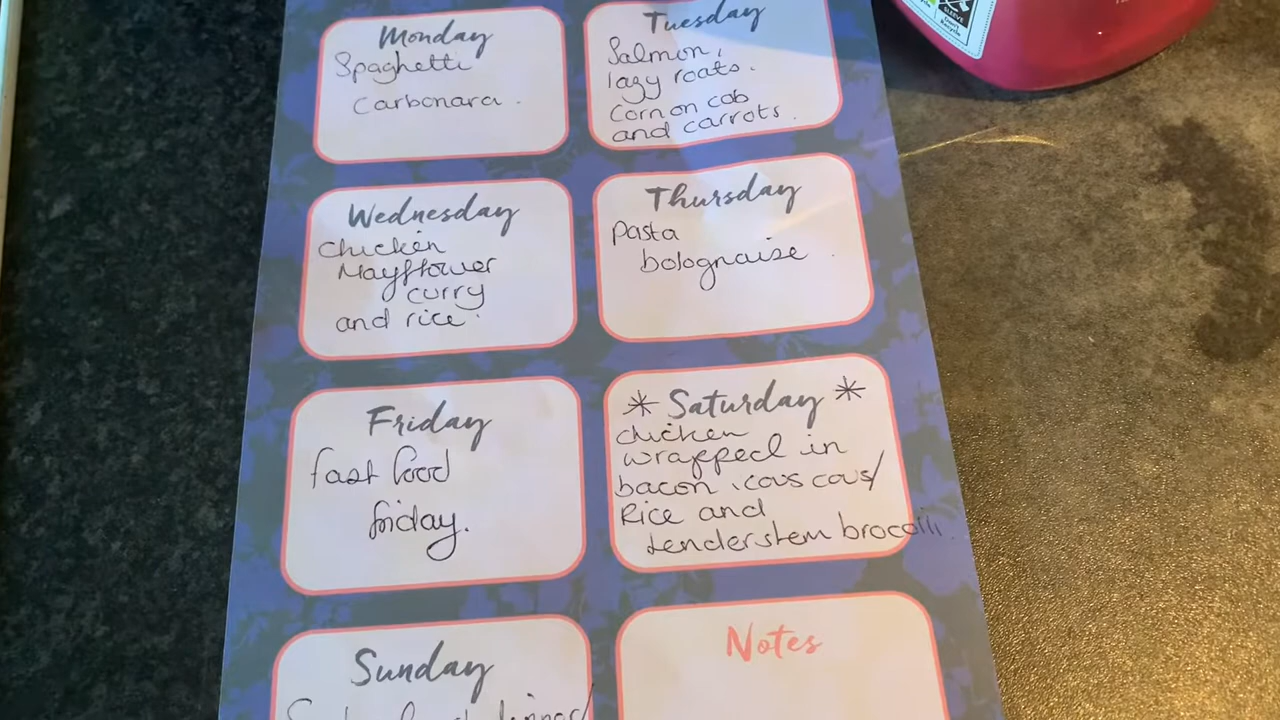 Monday
Spaghetti
Carbonara.
Tuesday
Salmon,
lazy roats.
Corn on cob
and carrots.
Wednesday
Chicken
Mayflower
curry
and rice.
Thursday
Pasta
bolognaise.
Friday
fast food
friday.
* Saturday *
chicken
wrapped in
bacon, cous cous/
Rice and
tenderstem brocolli.
Sunday
Notes
SLEEVE